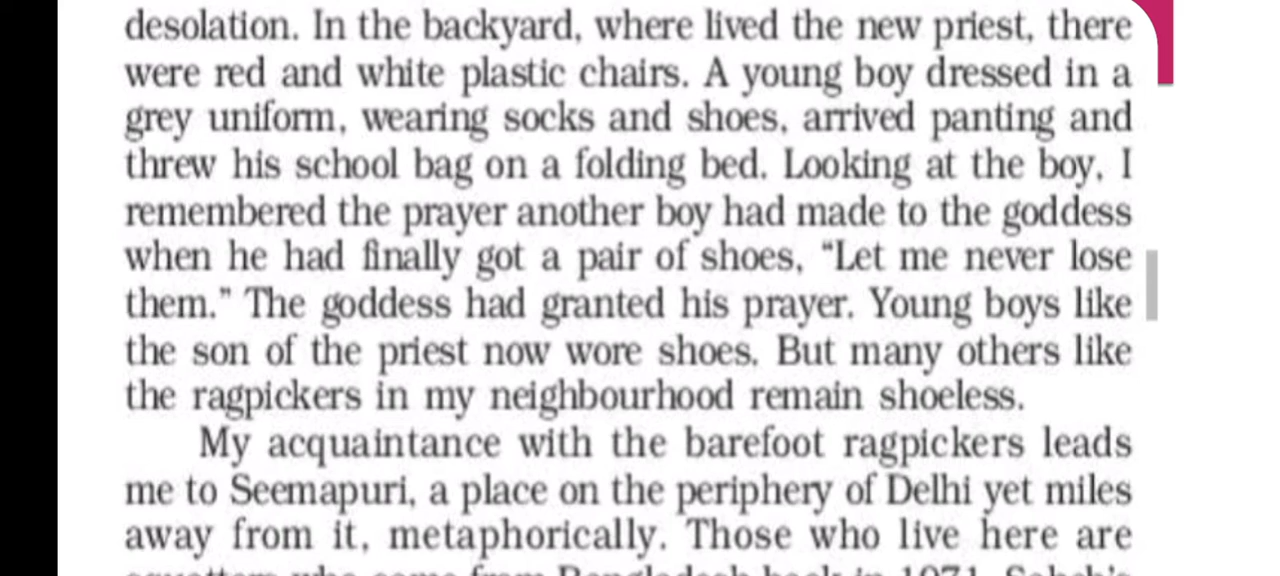 desolation. In the backyard, where lived the new priest, there
were red and white plastic chairs. A young boy dressed in a
grey uniform, wearing socks and shoes, arrived panting and
threw his school bag on a folding bed. Looking at the boy, I
remembered the prayer another boy had made to the goddess
when he had finally got a pair of shoes, “Let me never lose
them.” The goddess had granted his prayer. Young boys like
the son of the priest now wore shoes. But many others like
the ragpickers in my neighbourhood remain shoeless.
My acquaintance with the barefoot ragpickers leads
me to Seemapuri, a place on the periphery of Delhi yet miles
away from it, metaphorically. Those who live here are